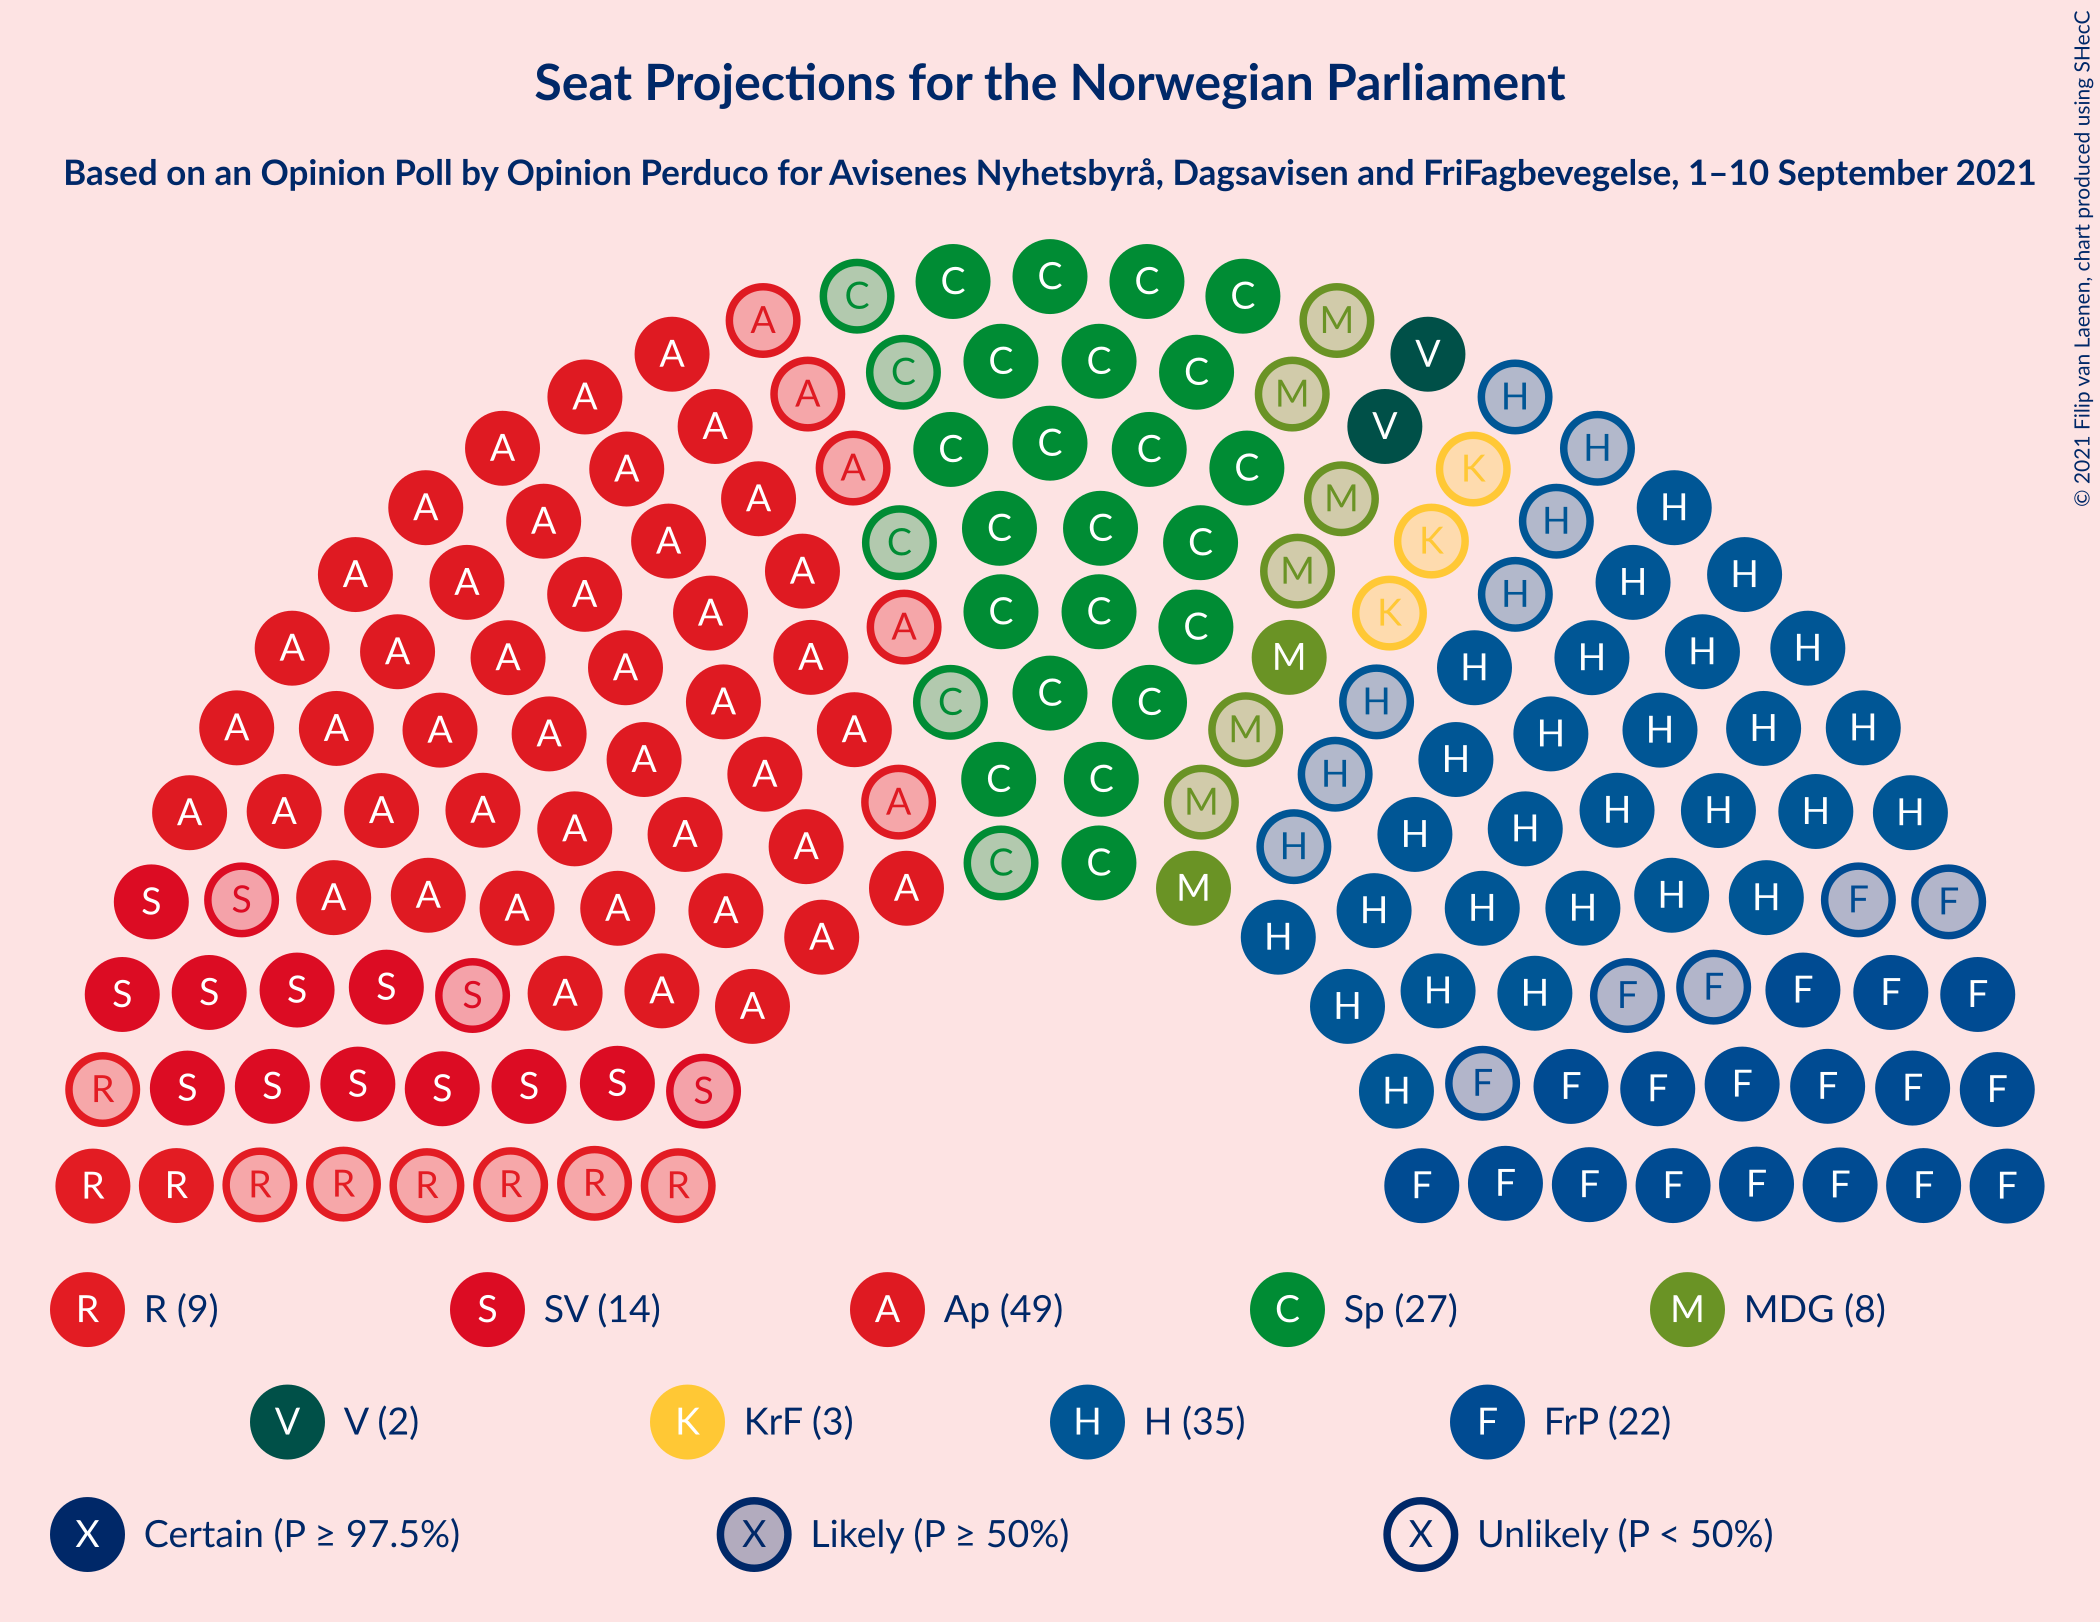 Seat Projections for the Norwegian Parliament
Based on an Opinion Poll by Opinion Perduco for Avisenes Nyhetsbyrå, Dagsavisen and FriFagbevegelse, 1–10 September 2021
© 2021 Filip van Laenen, chart produced using SHecC
C C C C C
A M
A V
A A C C C C M H
A A V H
A A A C C C C K H
A A A M H
A A A C C C C M K H H
A A A A C C C M K H H H
A A A A A M H H H H
A A A A A C C C H H H H
A A A A A M H H H H
A A A A A A C C M H H H H H
A A A A A C C H H H H H
S S A A A A A A A M H H H H H H F F
S S S S S A A A H H H F F F F F
R S S S S S S S H F F F F F F F
R R R R R R R R F F F F F F F F
R R (9) S SV (14) A Ap (49) C Sp (27) M MDG (8)
V V (2) K KrF (3) H H (35) F FrP (22)
X Certain (P ≥ 97.5%) X Likely (P ≥ 50%) X Unlikely (P < 50%)